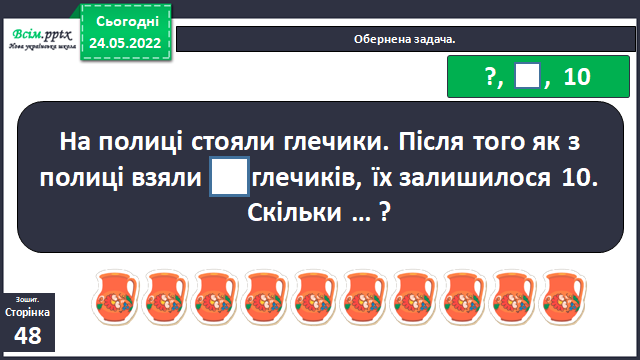 Всім.pptx
Нова українська школа
Сьогодні
24.05.2022
Обернена задача.
?, , 10
На полиці стояли глечики. Після того як з
полиці взяли глечиків, їх залишилося 10.
Скільки ... ?
Зошит.
Сторінка
48